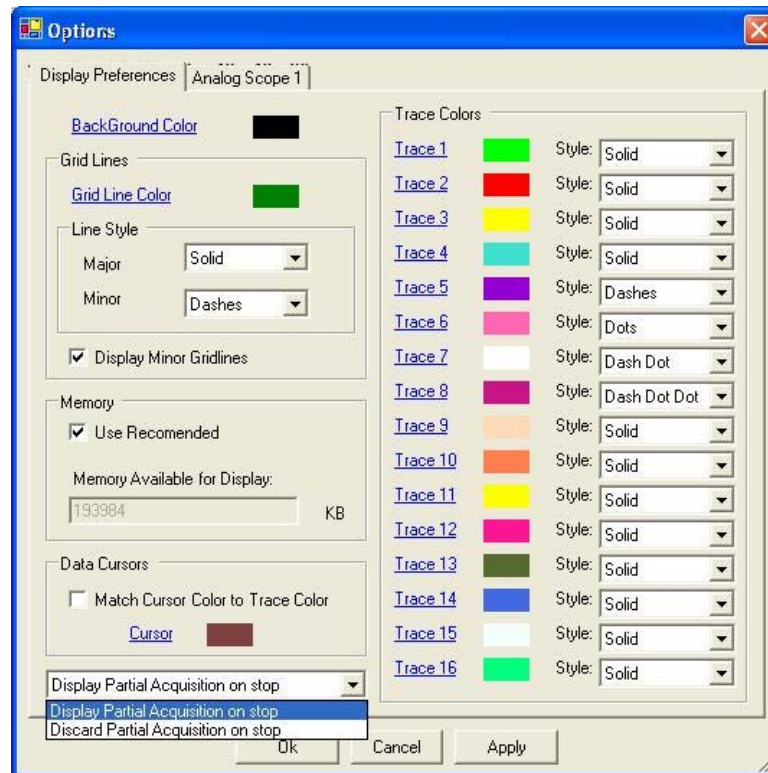 Options
Display Preferences
Analog Scope 1
BackGround Color
Grid Lines
Grid Line Color
Line Style
Major Solid
Minor Dashes
Display Minor Gridlines
Memory
Use Recomended
Memory Available for Display:
193984 KB
Data Cursors
Match Cursor Color to Trace Color
Cursor
Display Partial Acquisition on stop
Display Partial Acquisition on stop
Discard Partial Acquisition on stop
Trace Colors
Trace 1 Style: Solid
Trace 2 Style: Solid
Trace 3 Style: Solid
Trace 4 Style: Solid
Trace 5 Style: Dashes
Trace 6 Style: Dots
Trace 7 Style: Dash Dot
Trace 8 Style: Dash Dot Dot
Trace 9 Style: Solid
Trace 10 Style: Solid
Trace 11 Style: Solid
Trace 12 Style: Solid
Trace 13 Style: Solid
Trace 14 Style: Solid
Trace 15 Style: Solid
Trace 16 Style: Solid
Ok Cancel Apply